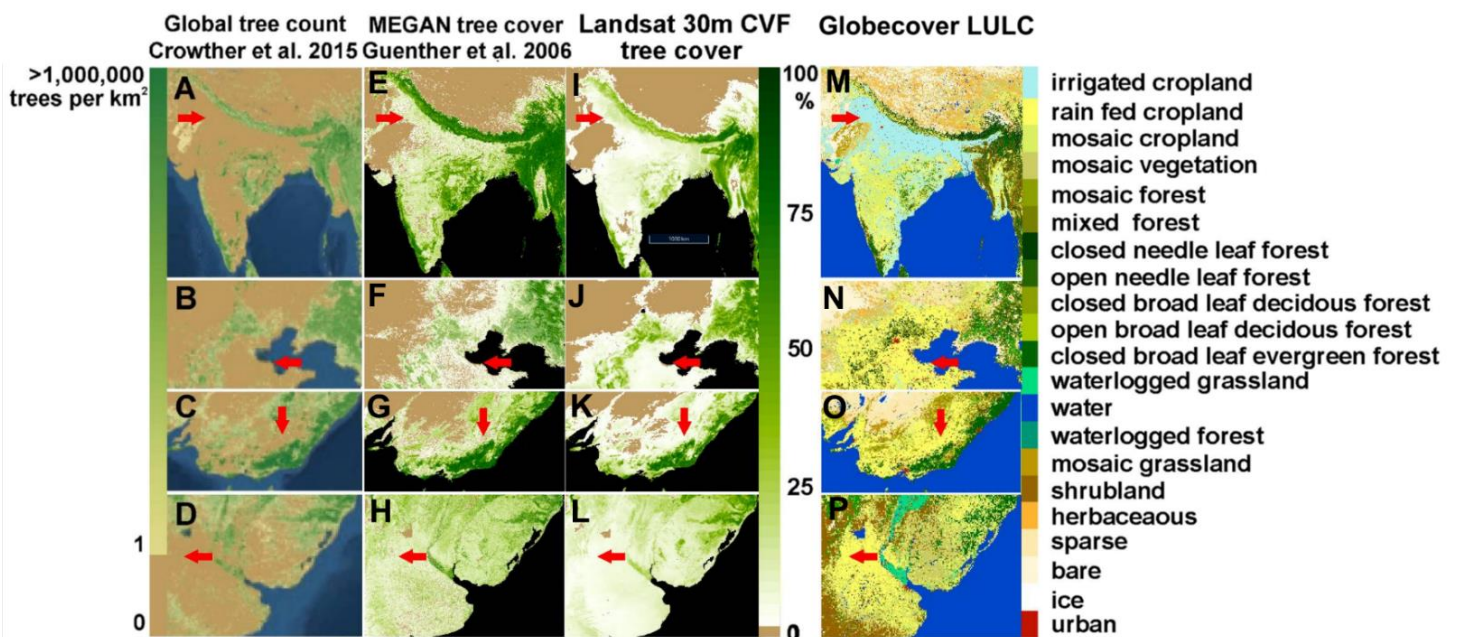 Global tree count
Crowther et al. 2015
MEGAN tree cover
Guenther et al. 2006
Landsat 30m CVF
tree cover
Globecover LULC
>1,000,000
trees per km²
1
0
A
B
C
D
E
F
G
H
I
J
K
L
100
%
75
50
25
0
M
N
O
P
irrigated cropland
rain fed cropland
mosaic cropland
mosaic vegetation
mosaic forest
mixed forest
closed needle leaf forest
open needle leaf forest
closed broad leaf decidous forest
open broad leaf decidous forest
closed broad leaf evergreen forest
waterlogged grassland
water
waterlogged forest
mosaic grassland
shrubland
herbaceaous
sparse
bare
ice
urban